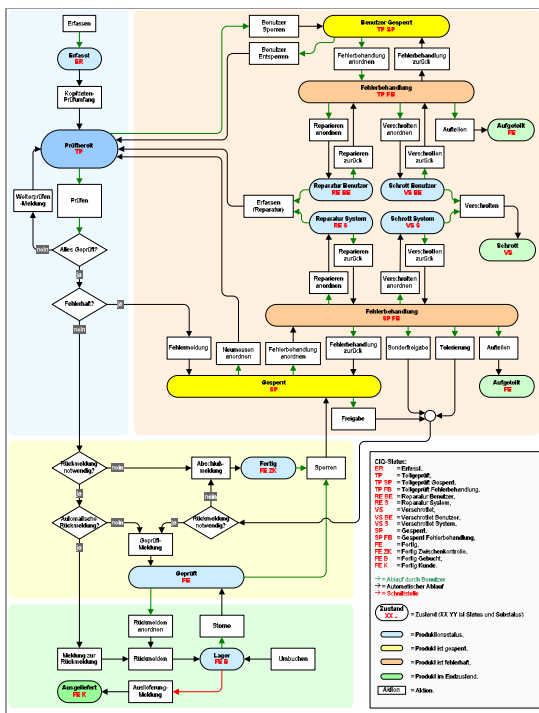 Erfassen
Erfasst
ER
Kopfdaten-
Prüfumfang
Prüfbereit
TP
Weiterprüfen
-Meldung
Prüfen
nein
Alles Geprüft?
ja
Fehlerhaft?
ja
nein
Benutzer
Sperren
Benutzer
Entsperren
Benutzer Gesperrt
TP SP
Fehlerbehandlung
anordnen
Fehlerbehandlung
zurück
Fehlerbehandlung
TP FB
Reparieren
anordnen
Reparieren
zurück
Verschrotten
anordnen
Verschrotten
zurück
Aufteilen
Aufgeteilt
FE
Erfassen
(Reparatur)
Reparatur Benutzer
RE BE
Schrott Benutzer
VS BE
Verschrotten
Reparatur System
RE S
Schrott System
VS S
Schrott
VS
Reparieren
anordnen
Reparieren
zurück
Verschrotten
anordnen
Verschrotten
zurück
Fehlerbehandlung
SP FB
Fehlermeldung
Neumessen
anordnen
Fehlerbehandlung
anordnen
Fehlerbehandlung
zurück
Sonderfreigabe
Tolerierung
Aufteilen
Gesperrt
SP
Aufgeteilt
FE
Freigabe
Rückmeldung
notwendig?
nein
Abschluß-
meldung
Fertig
FE ZK
Sperren
ja
nein
Automatische
Rückmeldung?
nein
Geprüft-
Meldung
ja
Rückmeldung
notwendig?
Geprüft
FE
ja
Rückmelden
anordnen
Storno
Meldung zur
Rückmeldung
Rückmelden
Lager
FE B
Umbuchen
Ausgeliefert
FE K
Auslieferung-
Meldung
CIQ-Status:
ER = Erfasst,
TP = Teilgeprüft,
TP SP = Teilgeprüft Gesperrt,
TP FB = Teilgeprüft Fehlerbehandlung,
RE BE = Reparatur Benutzer,
RE S = Reparatur System,
VS = Verschrottet,
VS BE = Verschrottet Benutzer,
VS S = Verschrottet System,
SP = Gesperrt,
SP FB = Gesperrt Fehlerbehandlung,
FE = Fertig,
FE ZK = Fertig Zwischenkontrolle,
FE B = Fertig Gebucht,
FE K = Fertig Kunde.
-> = Ablauf durch Benutzer
-> = Automatischer Ablauf
-> = Schnittstelle
Zustand
XX ..
= Zustand (XX YY ist Status und Substatus)
= Produktionsstatus,
= Produkt ist gesperrt,
= Produkt ist fehlerhaft,
= Produkt im Endzustand,
Aktion
= Aktion.